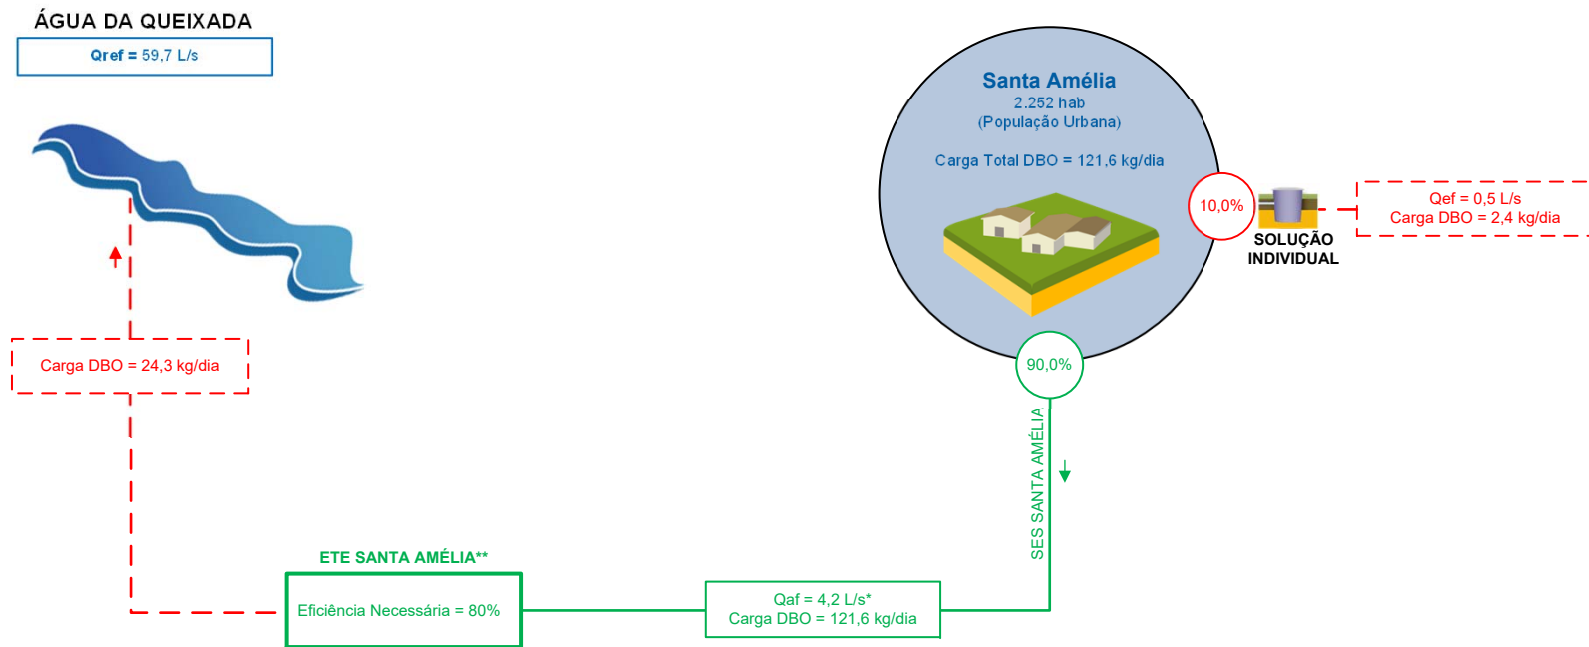 ÁGUA DA QUEIXADA
Qref = 59,7 L/s
Santa Amélia
2.252 hab
(População Urbana)
Carga Total DBO = 121,6 kg/dia
10,0%
SOLUÇÃO
INDIVIDUAL
Qef = 0,5 L/s
Carga DBO = 2,4 kg/dia
90,0%
SES SANTA AMÉLIA
Carga DBO = 24,3 kg/dia
ETE SANTA AMÉLIA**
Eficiência Necessária = 80%
Qaf = 4,2 L/s*
Carga DBO = 121,6 kg/dia